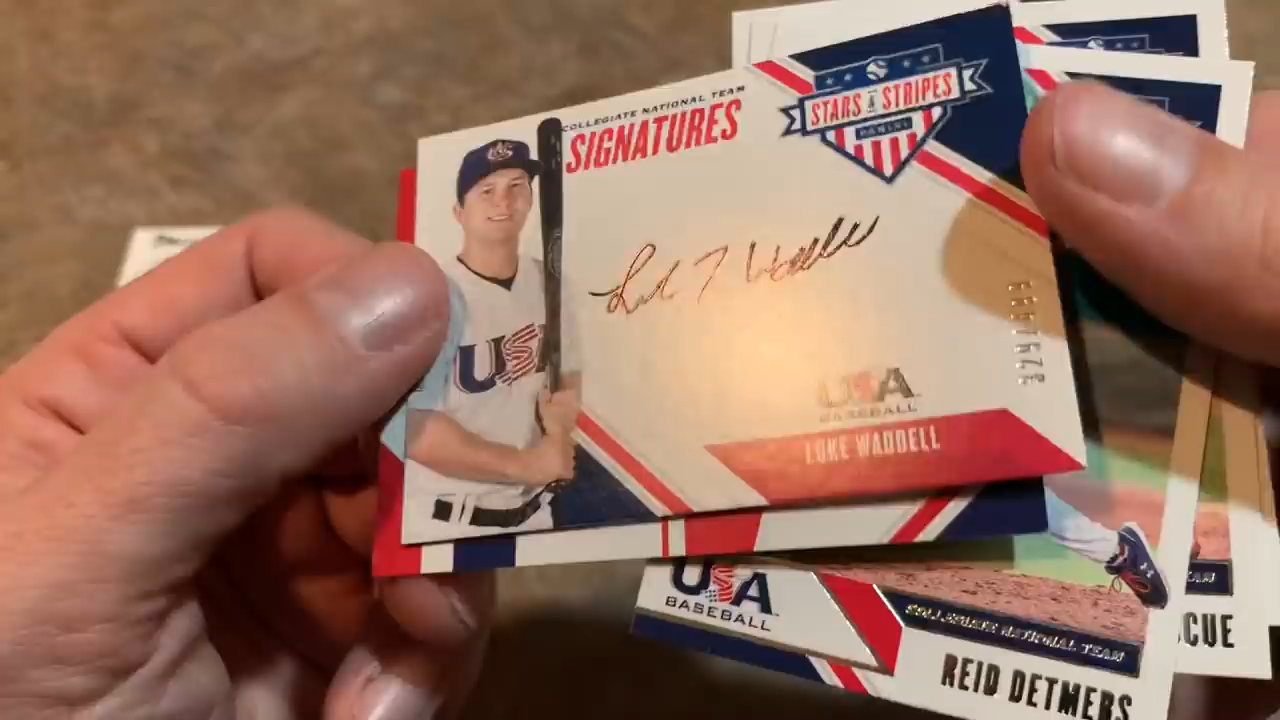 COLLEGIATE NATIONAL TEAM
SIGNATURES
STARS & STRIPES
PANINI
USA
USA
BASEBALL
LUKE WADDELL
USA
BASEBALL
COLLEGIATE NATIONAL TEAM
REID DETMERS
CUE